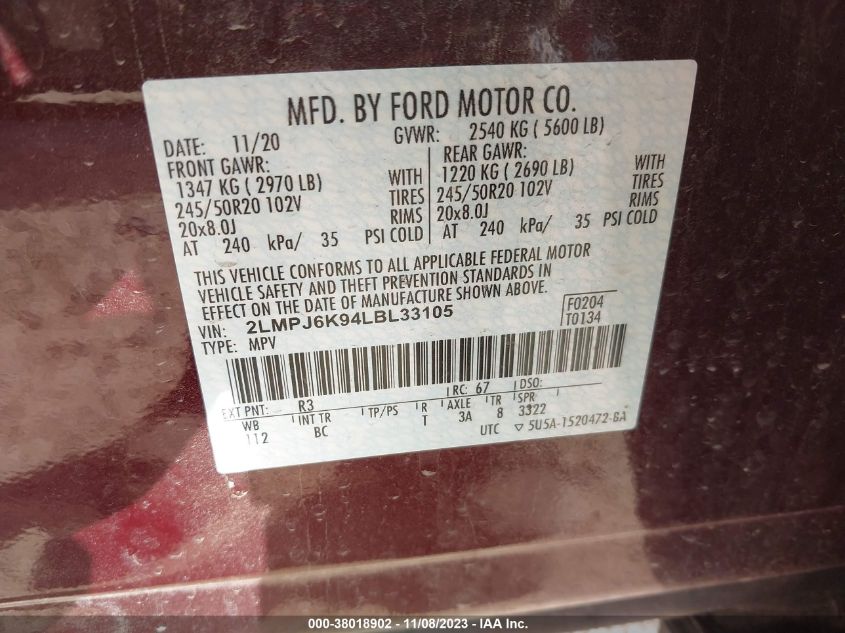 MFD. BY FORD MOTOR CO.
DATE: 11/20 GVWR: 2540 KG ( 5600 LB)
FRONT GAWR: REAR GAWR:
1347 KG ( 2970 LB) WITH 1220 KG ( 2690 LB) WITH
245/50R20 102V TIRES 245/50R20 102V TIRES
20x8.0J RIMS 20x8.0J RIMS
AT 240 kPa/ 35 PSI COLD AT 240 kPa/ 35 PSI COLD
THIS VEHICLE CONFORMS TO ALL APPLICABLE FEDERAL MOTOR
VEHICLE SAFETY AND THEFT PREVENTION STANDARDS IN
EFFECT ON THE DATE OF MANUFACTURE SHOWN ABOVE.
VIN: 2LMPJ6K94LBL33105 F0204
TYPE: MPV T0134
EXT PNT: R3 RC: 67 DSO:
WB INT TR TP/PS R AXLE TR SPR
112 BC T 3A 8 3322
UTC ▽ 5U5A-1520472-BA
000-38018902 - 11/08/2023 - IAA Inc.